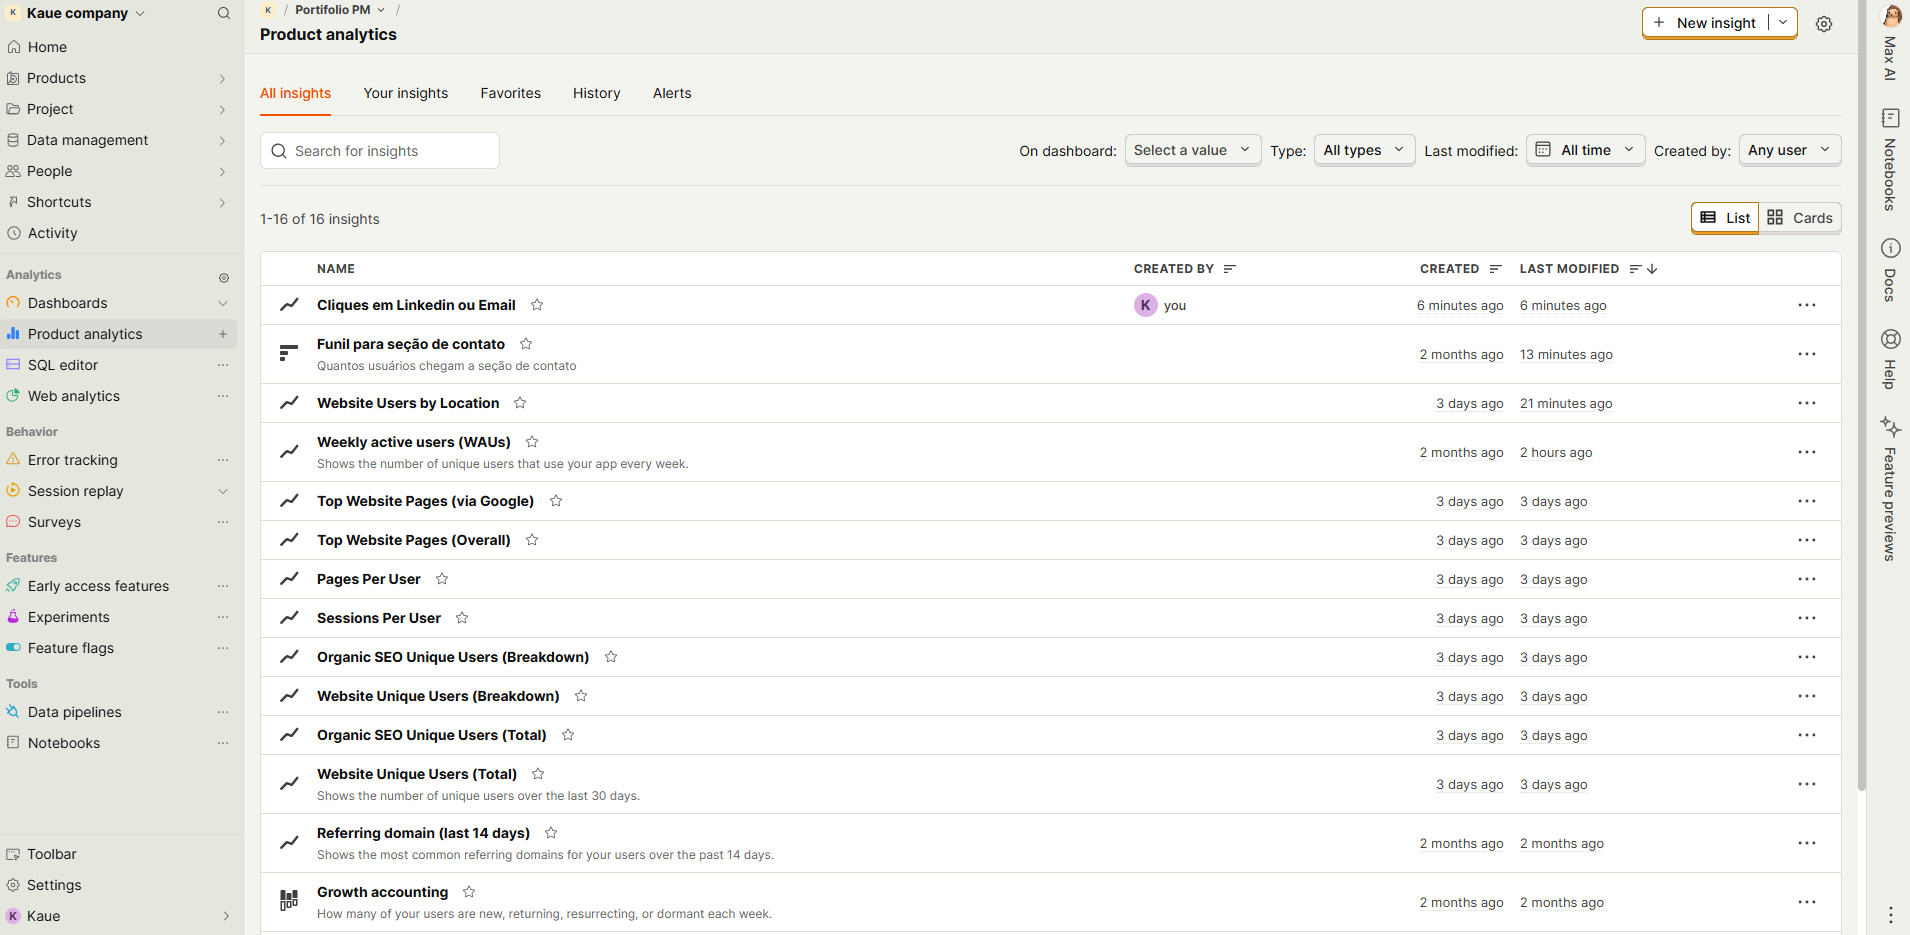 K Kaue company
Home
Products
Project
Data management
People
Shortcuts
Activity
Analytics
Dashboards
Product analytics
SQL editor
Web analytics
Behavior
Error tracking
Session replay
Surveys
Features
Early access features
Experiments
Feature flags
Tools
Data pipelines
Notebooks
Toolbar
Settings
K Kaue
K / Portifolio PM /
Product analytics
+ New insight
All insights Your insights Favorites History Alerts
Search for insights
On dashboard: Select a value Type: All types Last modified: All time Created by: Any user
1-16 of 16 insights
List Cards
NAME CREATED BY CREATED LAST MODIFIED
Cliques em Linkedin ou Email K you 6 minutes ago 6 minutes ago
Funil para seção de contato
Quantos usuários chegam a seção de contato
2 months ago 13 minutes ago
Website Users by Location 3 days ago 21 minutes ago
Weekly active users (WAUs)
Shows the number of unique users that use your app every week.
2 months ago 2 hours ago
Top Website Pages (via Google) 3 days ago 3 days ago
Top Website Pages (Overall) 3 days ago 3 days ago
Pages Per User 3 days ago 3 days ago
Sessions Per User 3 days ago 3 days ago
Organic SEO Unique Users (Breakdown) 3 days ago 3 days ago
Website Unique Users (Breakdown) 3 days ago 3 days ago
Organic SEO Unique Users (Total) 3 days ago 3 days ago
Website Unique Users (Total)
Shows the number of unique users over the last 30 days.
3 days ago 3 days ago
Referring domain (last 14 days)
Shows the most common referring domains for your users over the past 14 days.
2 months ago 2 months ago
Growth accounting
How many of your users are new, returning, resurrecting, or dormant each week.
2 months ago 2 months ago
Max AI
Notebooks
Docs
Help
Feature previews